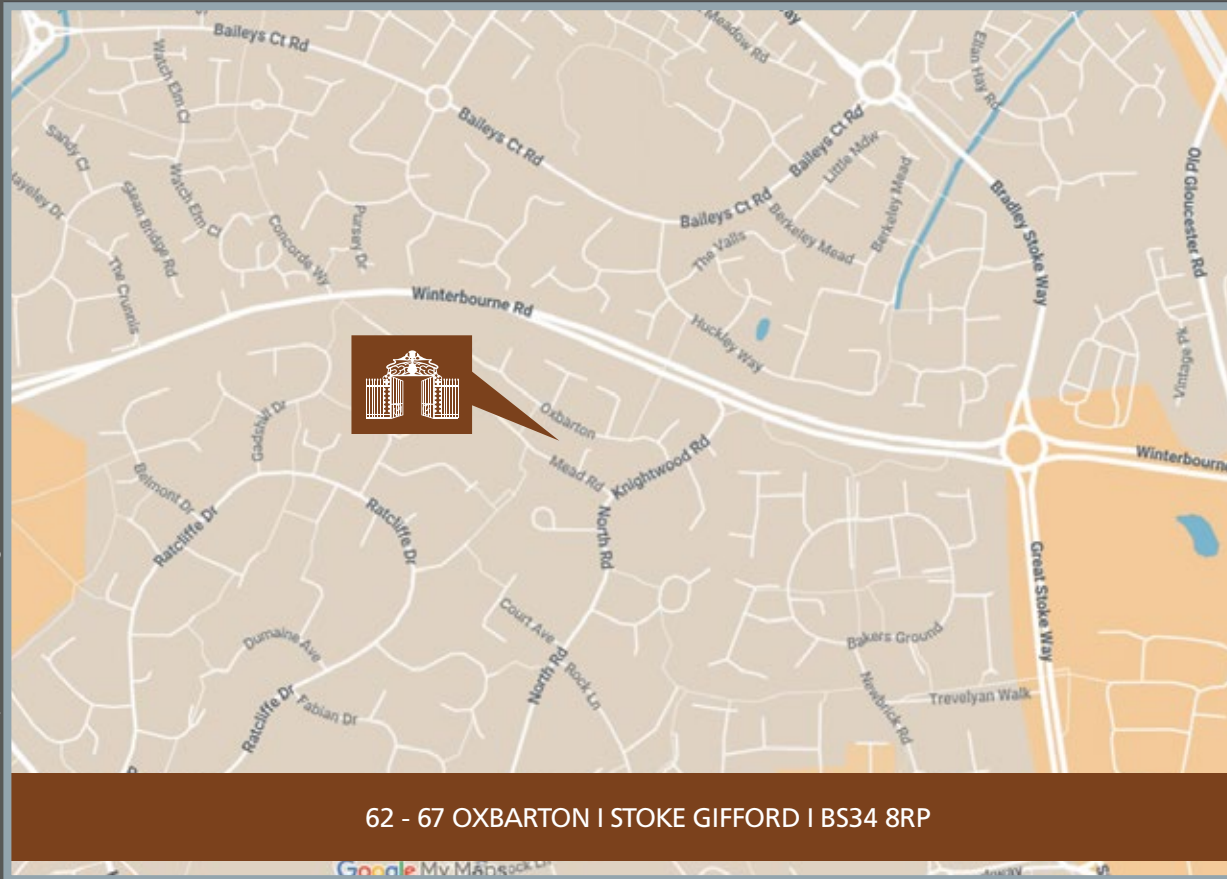 Baileys Ct Rd
Meadow Rd
Watch Elm Cl
Ellan Hay Rd
Baileys Ct Rd
Baileys Ct Rd
Little Mdw
Sandy Ct
Old Gloucester Rd
Hayeley Dr
Watch Elm Cl
Bradley Stoke Way
Berkeley Mead
Baileys Ct Rd
Berkeley Mead
Bridge Rd
Concorde Wy
Pursey Dr
The Valls
The Crunnis
Winterbourne Rd
Huckley Way
Vintage Pk
Oxbarton
Gadshill Dr
Knightwood Rd
Winterbourne
Mead Rd
Belmont Dr
Ratcliffe Dr
Ratcliffe Dr
North Rd
Great Stoke Way
Court Ave
Dumaine Ave
Bakers Ground
North Rd
Rock Ln
Newbrick Rd
Trevelyan Walk
Ratcliffe Dr
Fabian Dr
62 - 67 OXBARTON I STOKE GIFFORD I BS34 8RP
Google My Maps